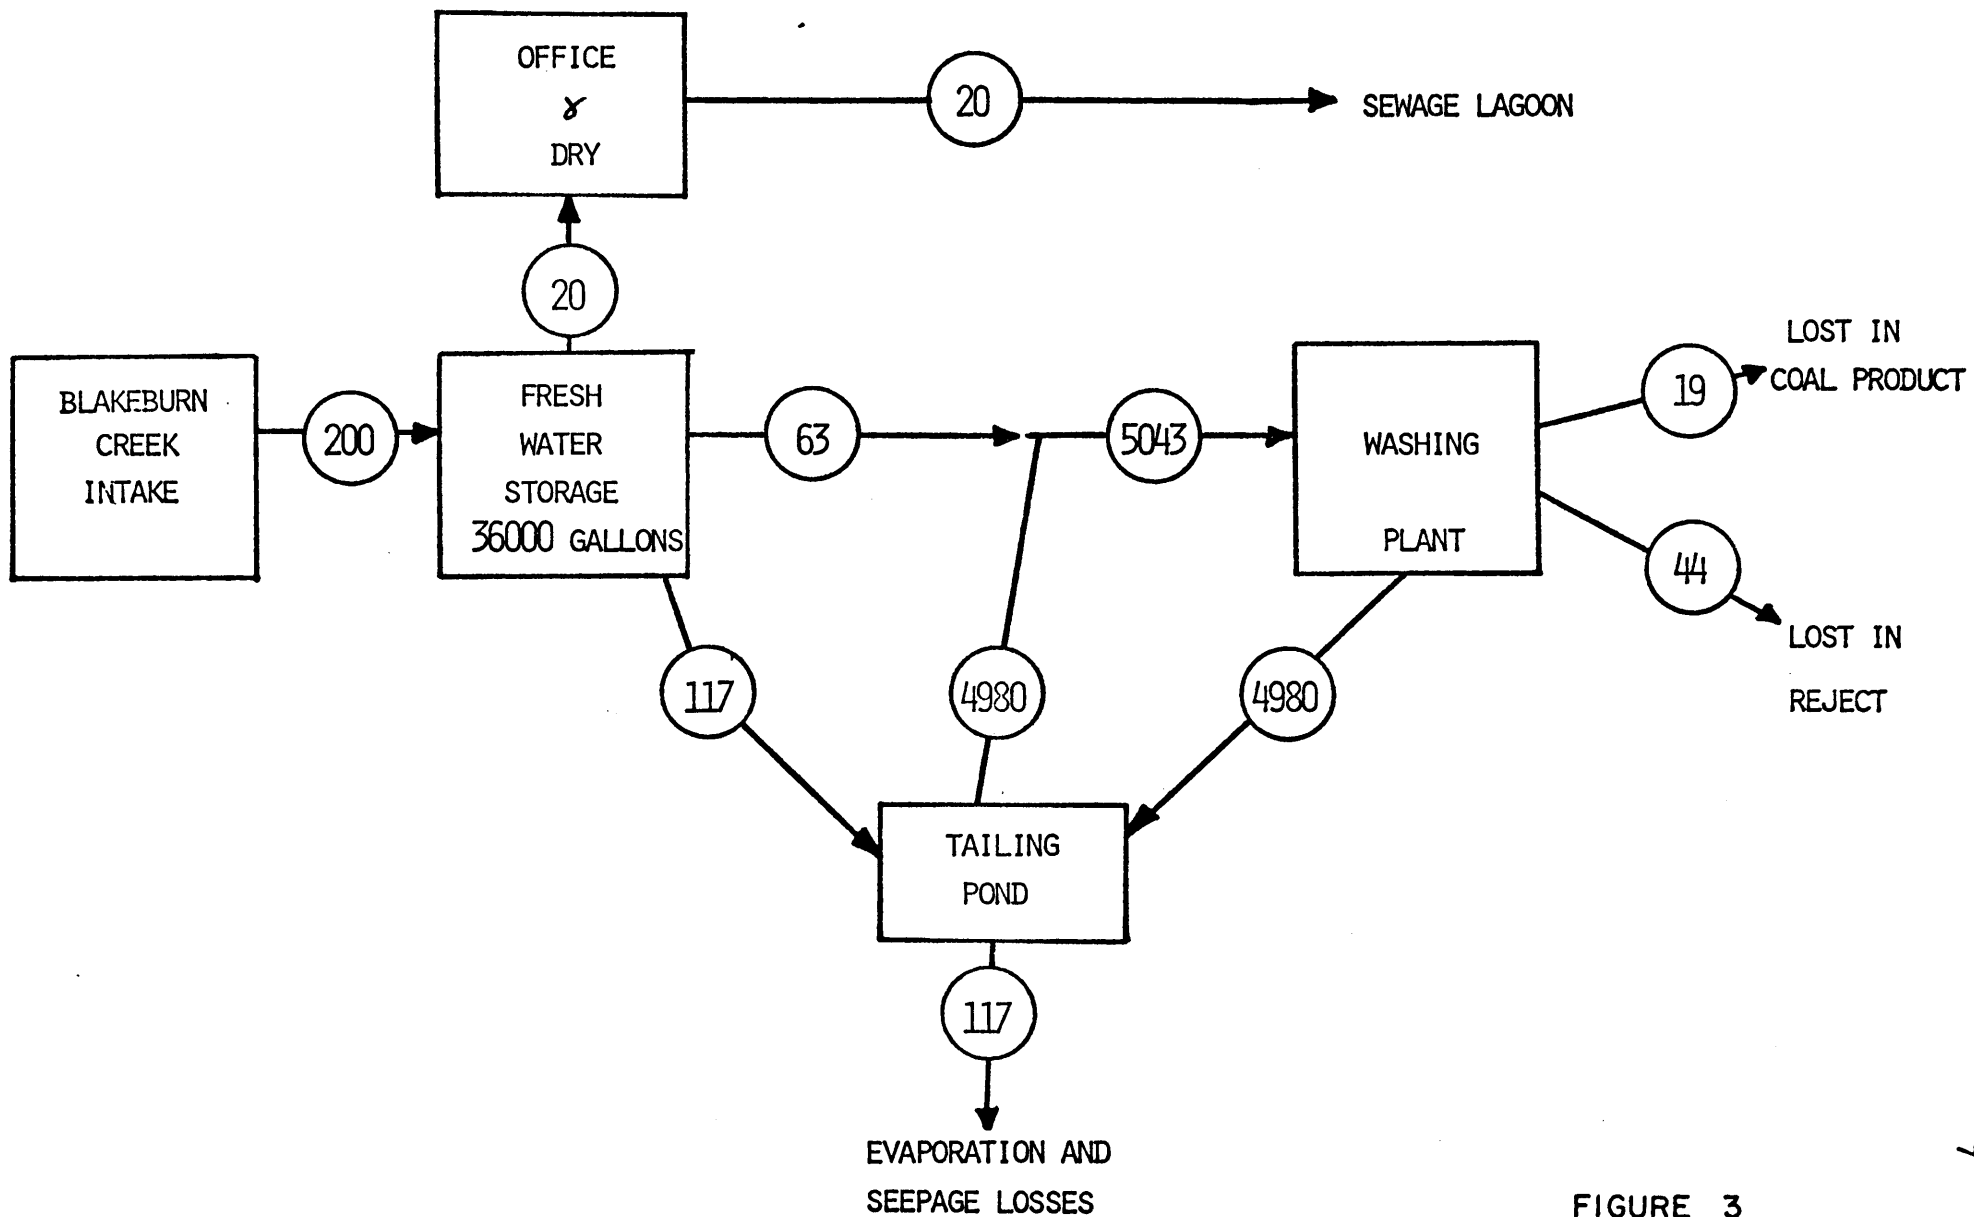 OFFICE
&
DRY
20
SEWAGE LAGOON
20
BLAKEBURN
CREEK
INTAKE
200
FRESH
WATER
STORAGE
36000 GALLONS
63
5043
WASHING
PLANT
19
LOST IN
COAL PRODUCT
44
LOST IN
REJECT
117
4980
4980
TAILING
POND
117
EVAPORATION AND
SEEPAGE LOSSES
FIGURE 3